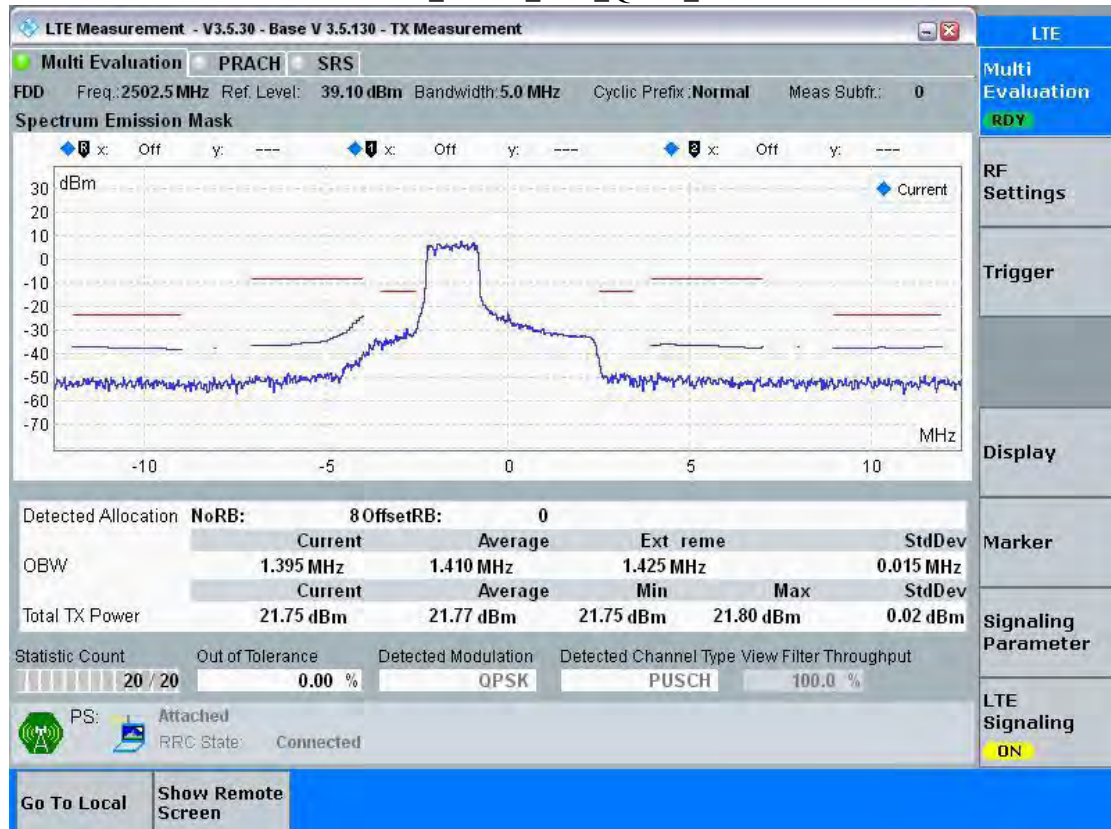 LTE Measurement - V3.5.30 - Base V 3.5.130 - TX Measurement
Multi Evaluation PRACH SRS
FDD Freq.:2502.5 MHz Ref. Level: 39.10 dBm Bandwidth:5.0 MHz Cyclic Prefix :Normal Meas Subfr.: 0
Spectrum Emission Mask
R x: Off y: --- 1 x: Off y: --- 2 x: Off y: ---
dBm
Current
30
20
10
0
-10
-20
-30
-40
-50
-60
-70
MHz
-10 -5 0 5 10
Detected Allocation NoRB: 8 OffsetRB: 0
Current Average Ext reme StdDev
OBW 1.395 MHz 1.410 MHz 1.425 MHz 0.015 MHz
Current Average Min Max StdDev
Total TX Power 21.75 dBm 21.77 dBm 21.75 dBm 21.80 dBm 0.02 dBm
Statistic Count Out of Tolerance Detected Modulation Detected Channel Type View Filter Throughput
20 / 20 0.00 % QPSK PUSCH 100.0 %
PS: Attached
RRC State: Connected
Go To Local
Show Remote
Screen
LTE
Multi
Evaluation
RDY
RF
Settings
Trigger
Display
Marker
Signaling
Parameter
LTE
Signaling
ON